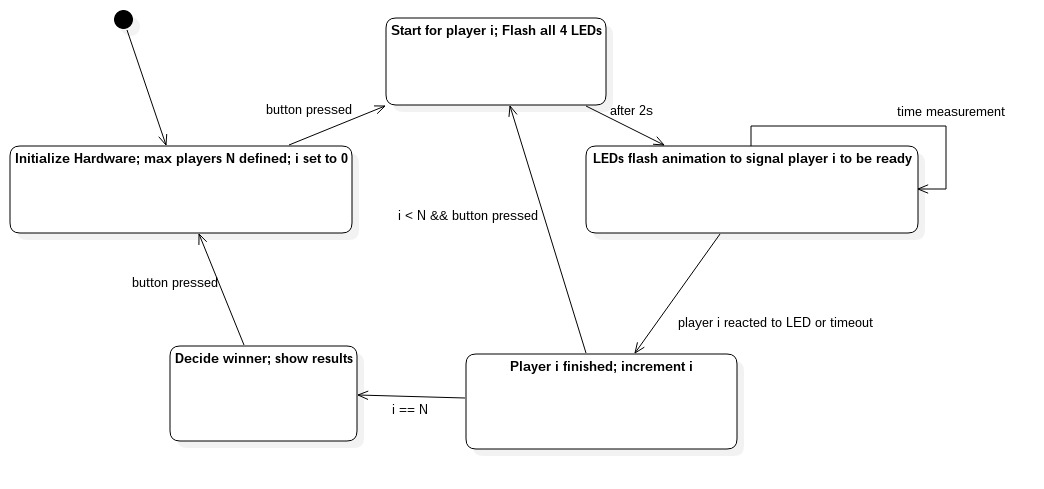 Start for player i; Flash all 4 LEDs
button pressed
after 2s
time measurement
Initialize Hardware; max players N defined; i set to 0
LEDs flash animation to signal player i to be ready
i < N && button pressed
button pressed
player i reacted to LED or timeout
Decide winner; show results
Player i finished; increment i
i == N